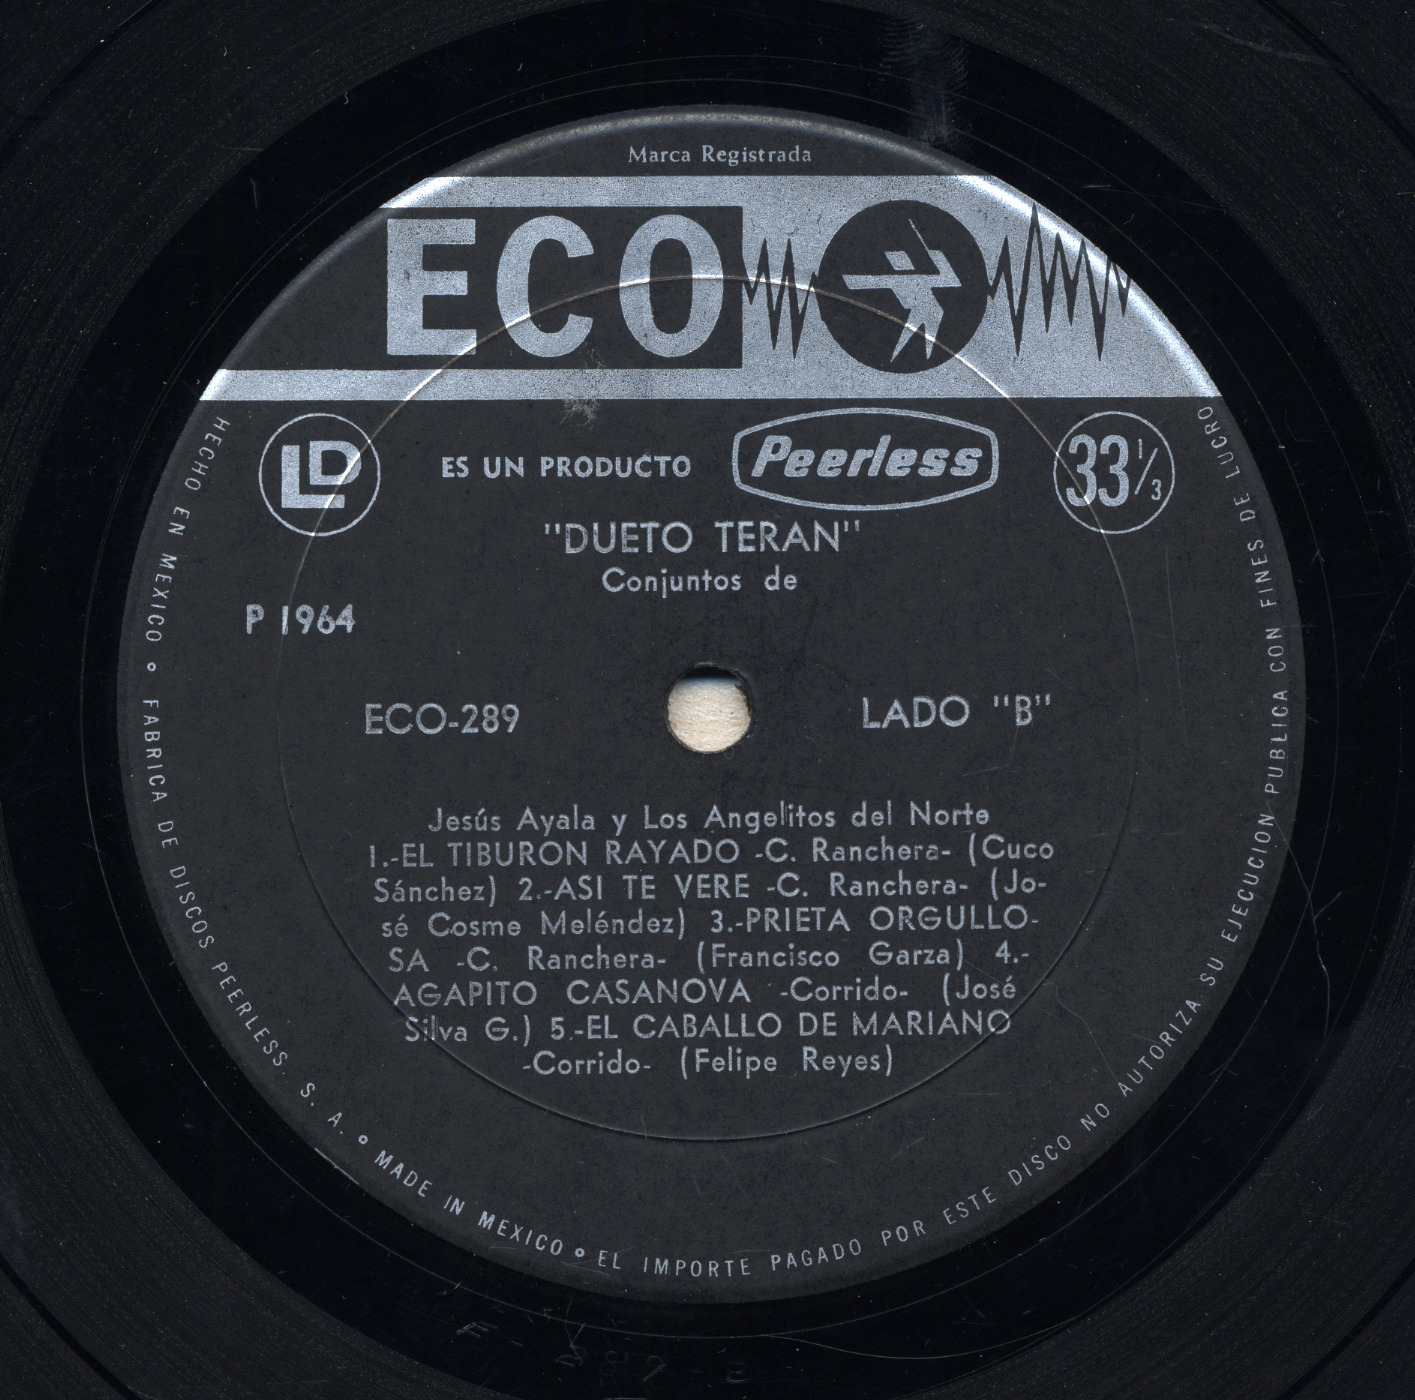 Marca Registrada
ECO
LD
ES UN PRODUCTO
Peerless
33 1/3
"DUETO TERAN"
Conjuntos de
P 1964
ECO-289
LADO "B"
Jesús Ayala y Los Angelitos del Norte
1.-EL TIBURON RAYADO -C. Ranchera- (Cuco
Sánchez) 2.-ASI TE VERE -C. Ranchera- (Jo-
sé Cosme Meléndez) 3.-PRIETA ORGULLO-
SA -C. Ranchera- (Francisco Garza) 4.-
AGAPITO CASANOVA -Corrido- (José
Silva G.) 5.-EL CABALLO DE MARIANO
-Corrido- (Felipe Reyes)
HECHO EN MEXICO • FABRICA DE DISCOS PEERLESS, S. A. • MADE IN MEXICO • EL IMPORTE PAGADO POR ESTE DISCO NO AUTORIZA SU EJECUCION PUBLICA CON FINES DE LUCRO